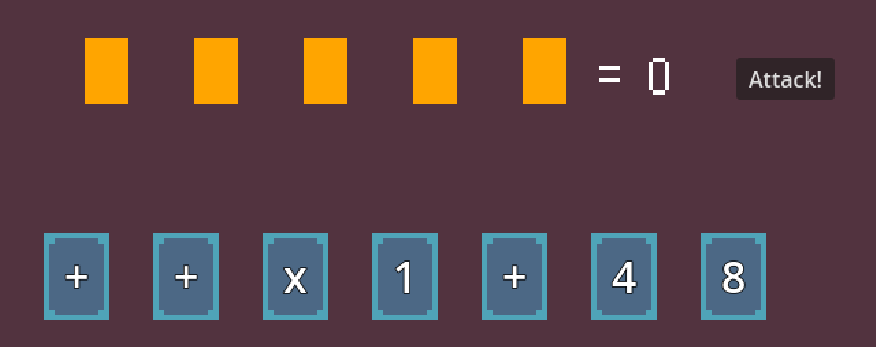 = 0 Attack!
+ + x 1 + 4 8